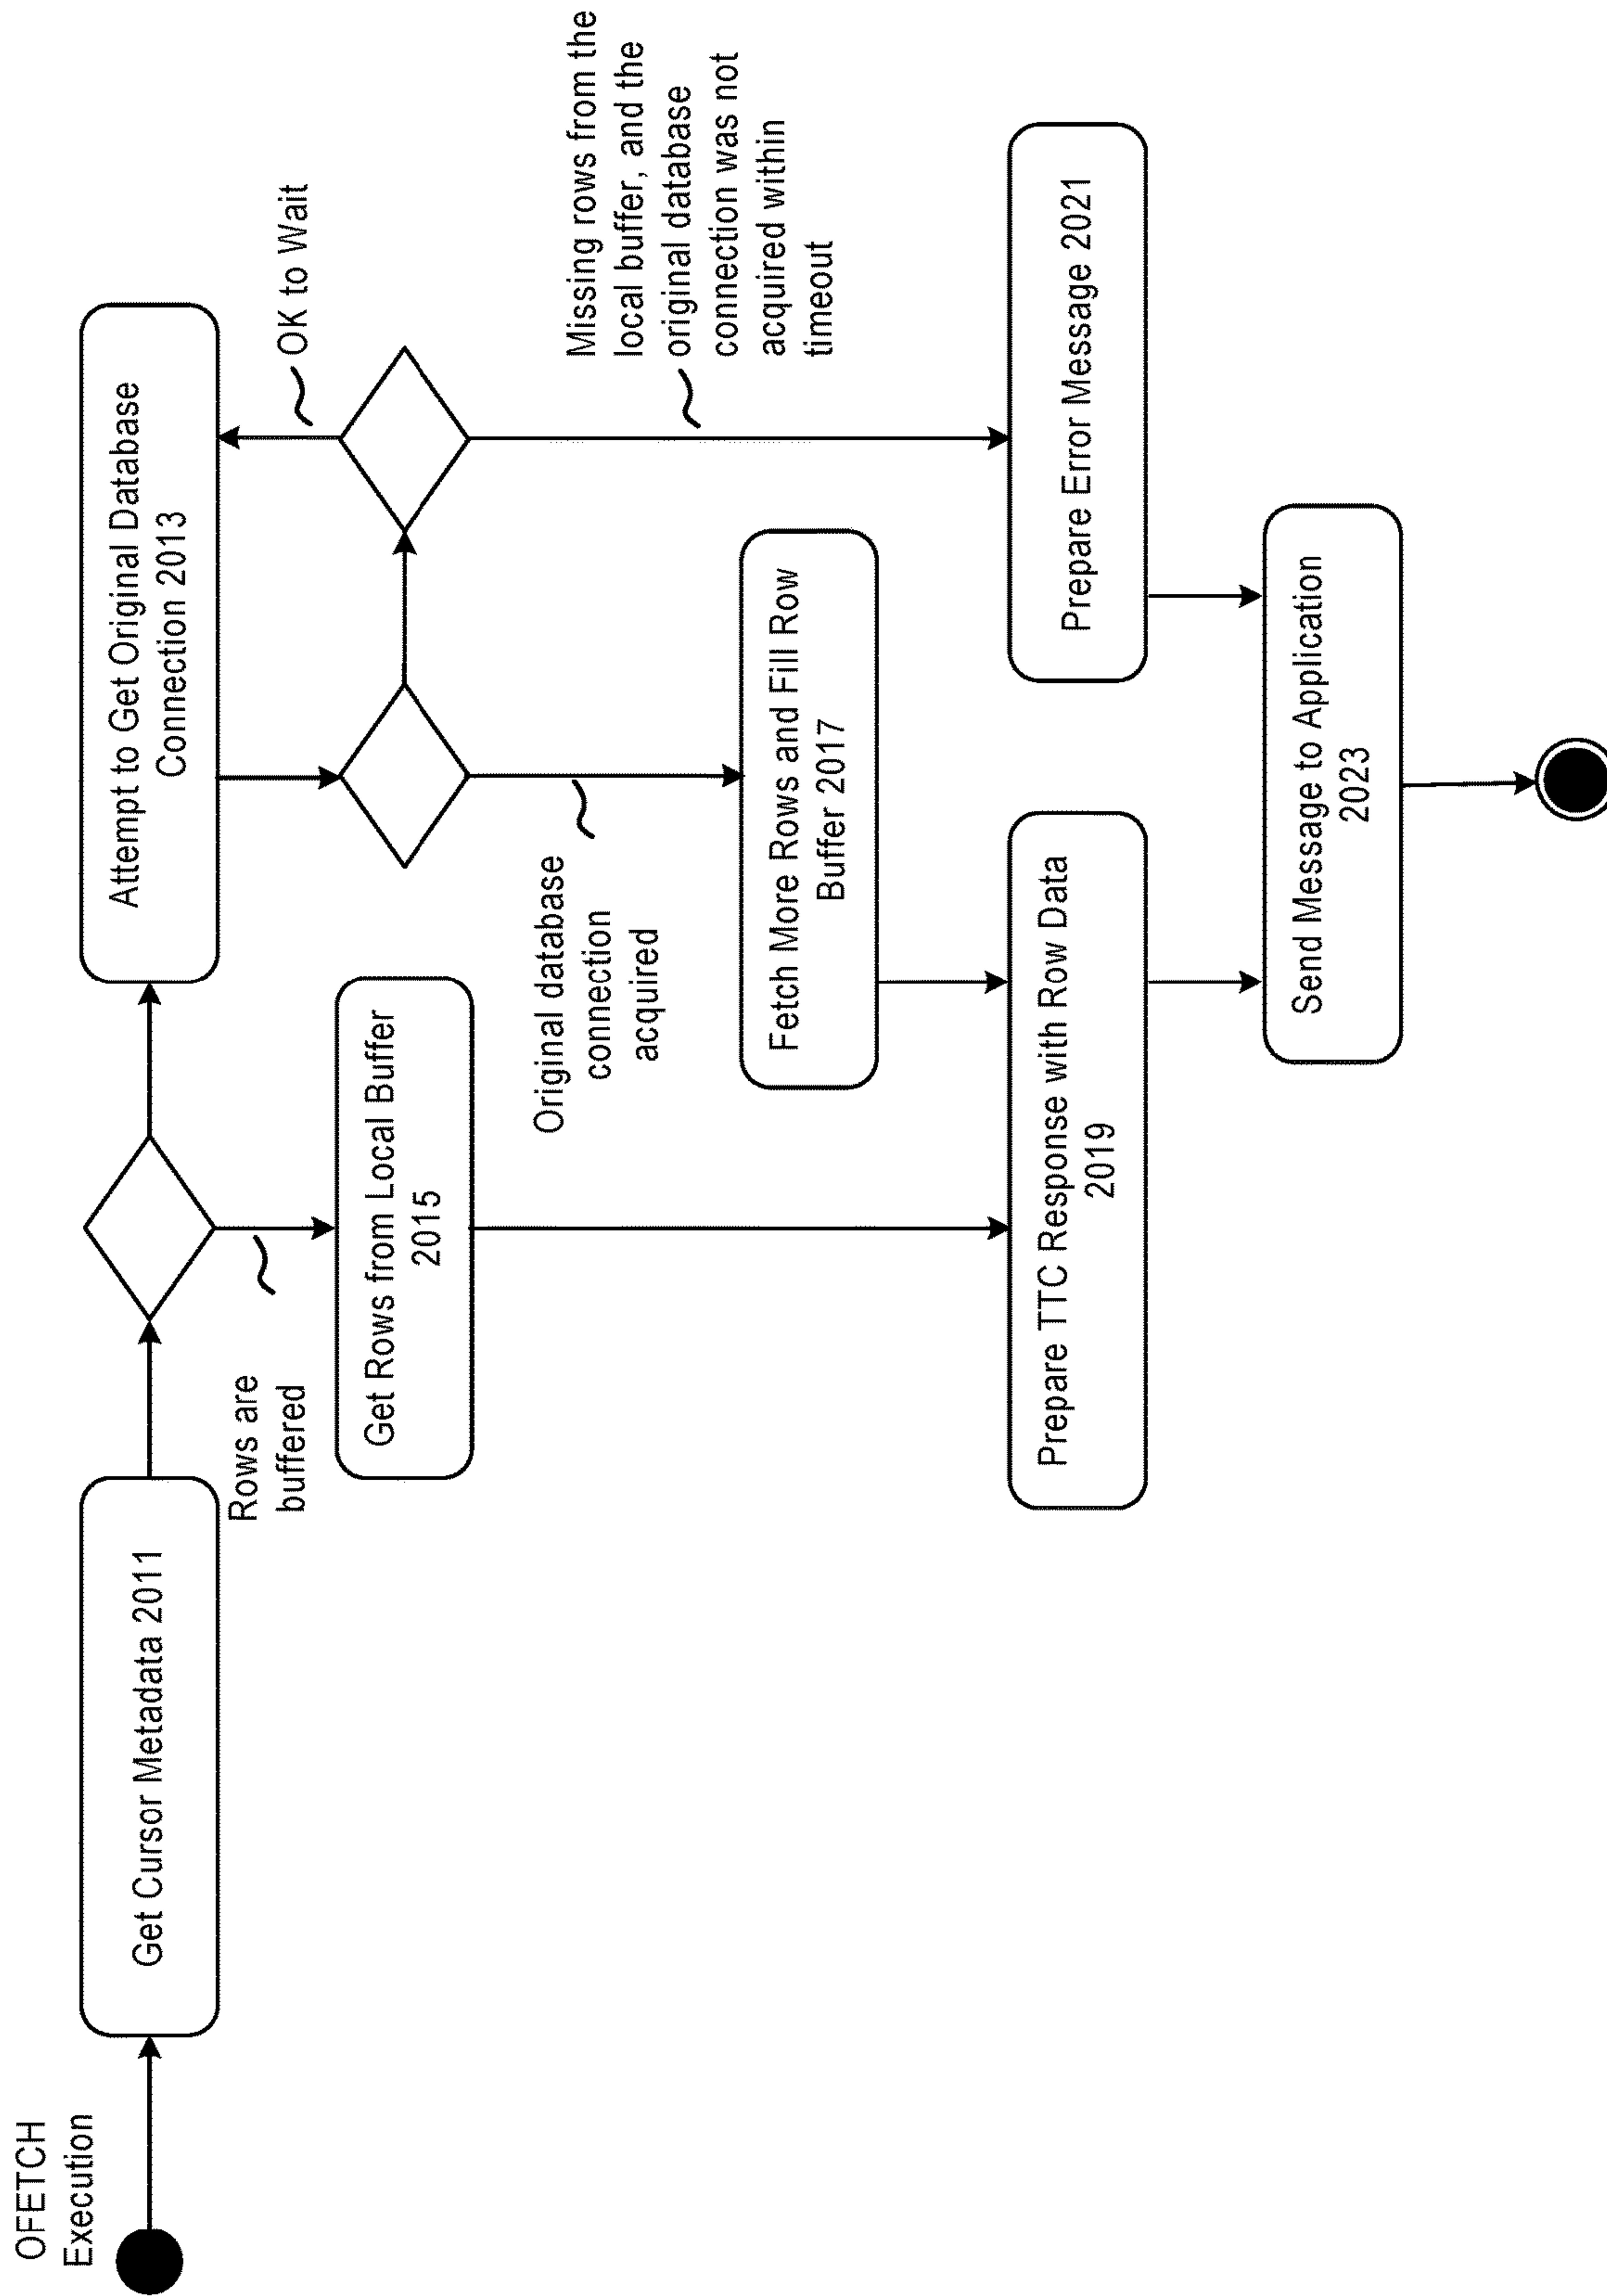 OFETCH
Execution
Get Cursor Metadata 2011
Rows are
buffered
Attempt to Get Original Database
Connection 2013
Get Rows from Local Buffer
2015
OK to Wait
Original database
connection
acquired
Missing rows from the
local buffer, and the
original database
connection was not
acquired within
timeout
Fetch More Rows and Fill Row
Buffer 2017
Prepare TTC Response with Row Data
2019
Prepare Error Message 2021
Send Message to Application
2023